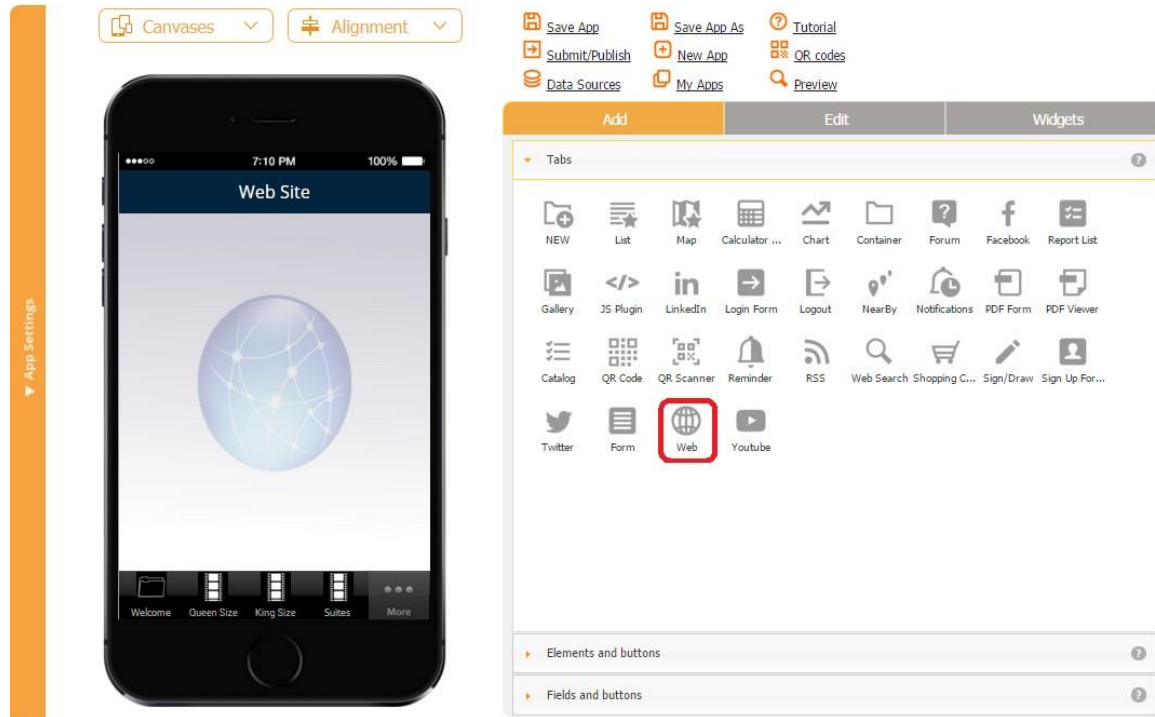 Canvases
Alignment
Save App
Save App As
Tutorial
Submit/Publish
New App
QR codes
Data Sources
My Apps
Preview
App Settings
7:10 PM
100%
Web Site
Welcome
Queen Size
King Size
Suites
More
Add
Edit
Widgets
Tabs
NEW
List
Map
Calculator ...
Chart
Container
Forum
Facebook
Report List
Gallery
JS Plugin
LinkedIn
Login Form
Logout
NearBy
Notifications
PDF Form
PDF Viewer
Catalog
QR Code
QR Scanner
Reminder
RSS
Web Search
Shopping C...
Sign/Draw
Sign Up For...
Twitter
Form
Web
Youtube
Elements and buttons
Fields and buttons